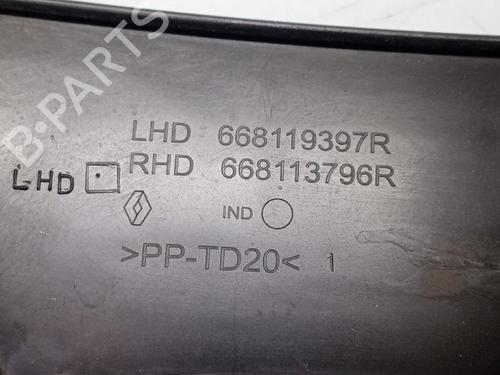 B-PARTS
LHD 668119397R
RHD 668113796R
LHD
IND
>PP-TD20< 1